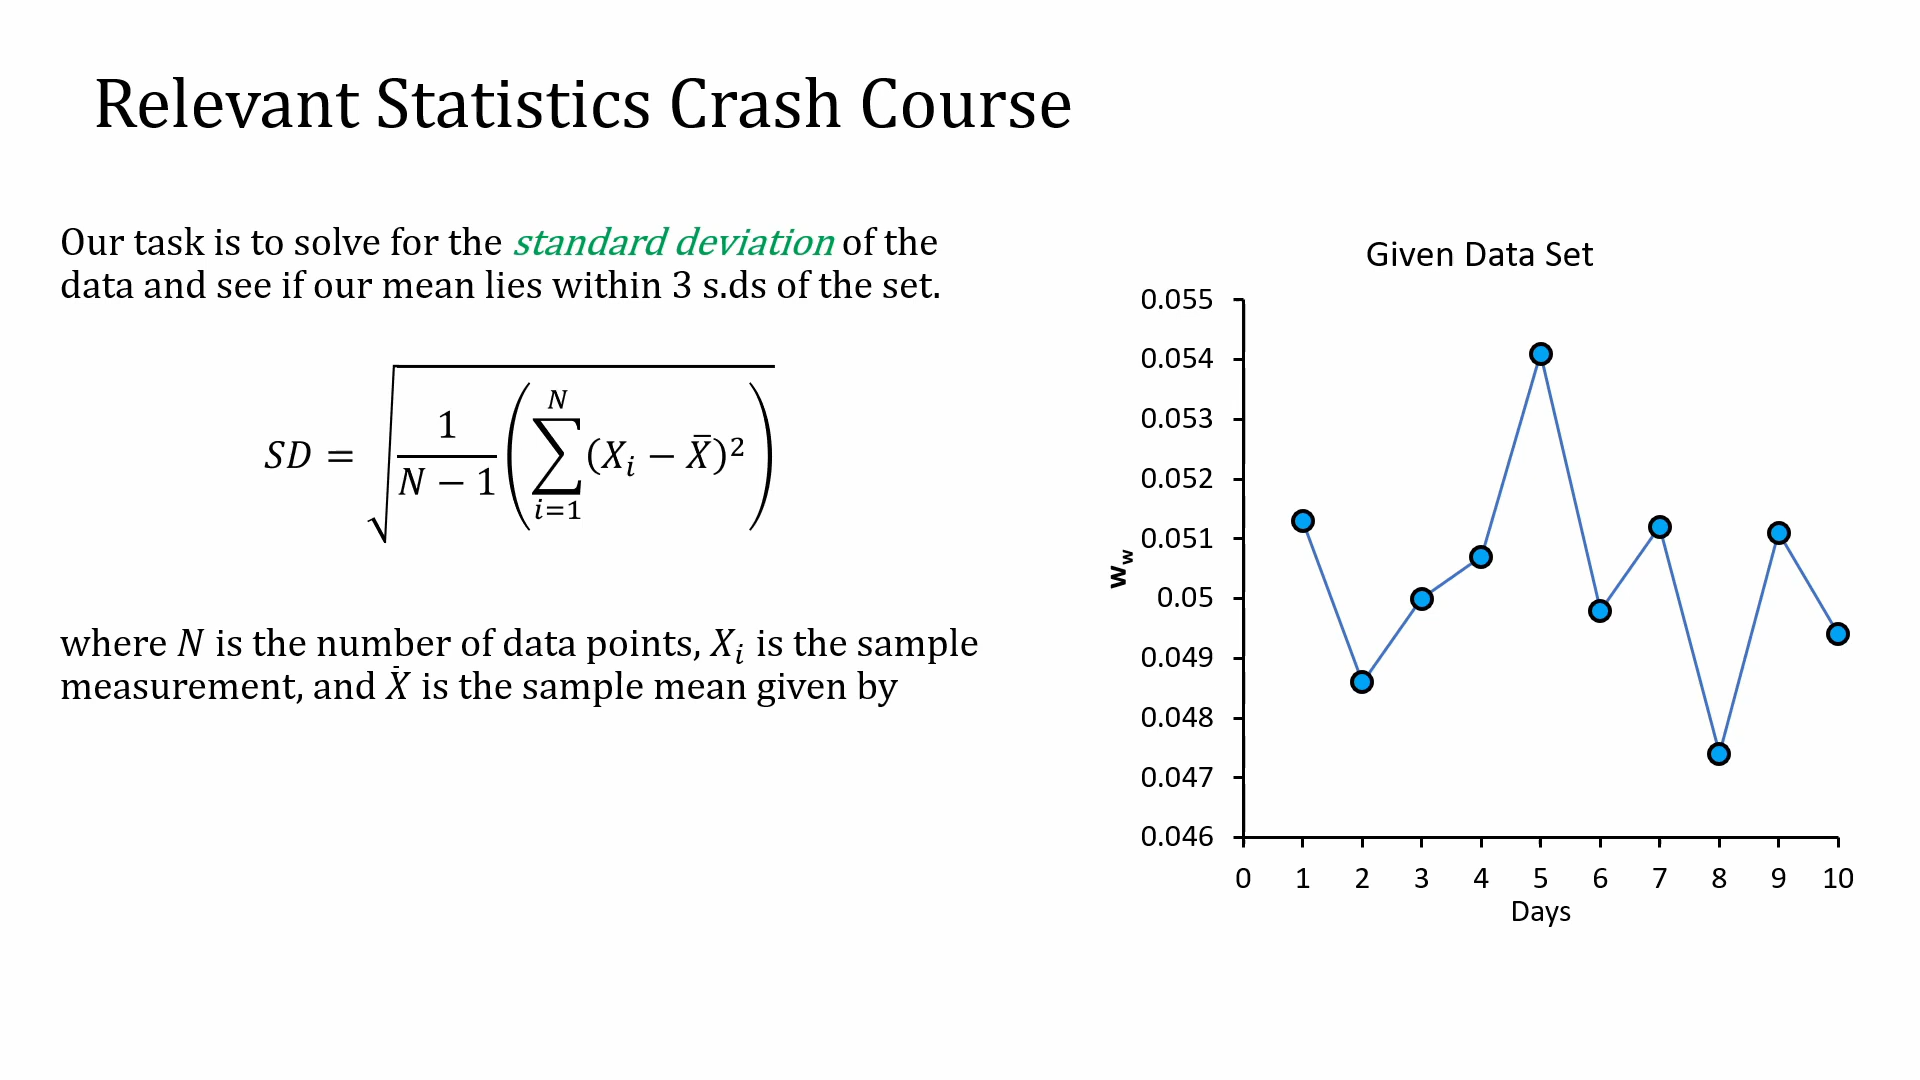 Relevant Statistics Crash Course
Our task is to solve for the standard deviation of the
data and see if our mean lies within 3 s.ds of the set.
SD = √(1/(N − 1) (∑_{i=1}^{N} (X_i − X̄)²))
where N is the number of data points, X_i is the sample
measurement, and X̄ is the sample mean given by
Given Data Set
0.055
0.054
0.053
0.052
0.051
0.05
0.049
0.048
0.047
0.046
w_w
0 1 2 3 4 5 6 7 8 9 10
Days